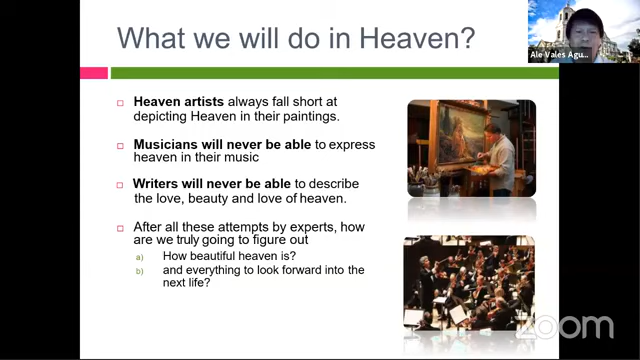 What we will do in Heaven?
Ale Vales Agu...
Heaven artists always fall short at
depicting Heaven in their paintings.
Musicians will never be able to express
heaven in their music
Writers will never be able to describe
the love, beauty and love of heaven.
After all these attempts by experts, how
are we truly going to figure out
a) How beautiful heaven is?
b) and everything to look forward into the
next life?
zoom